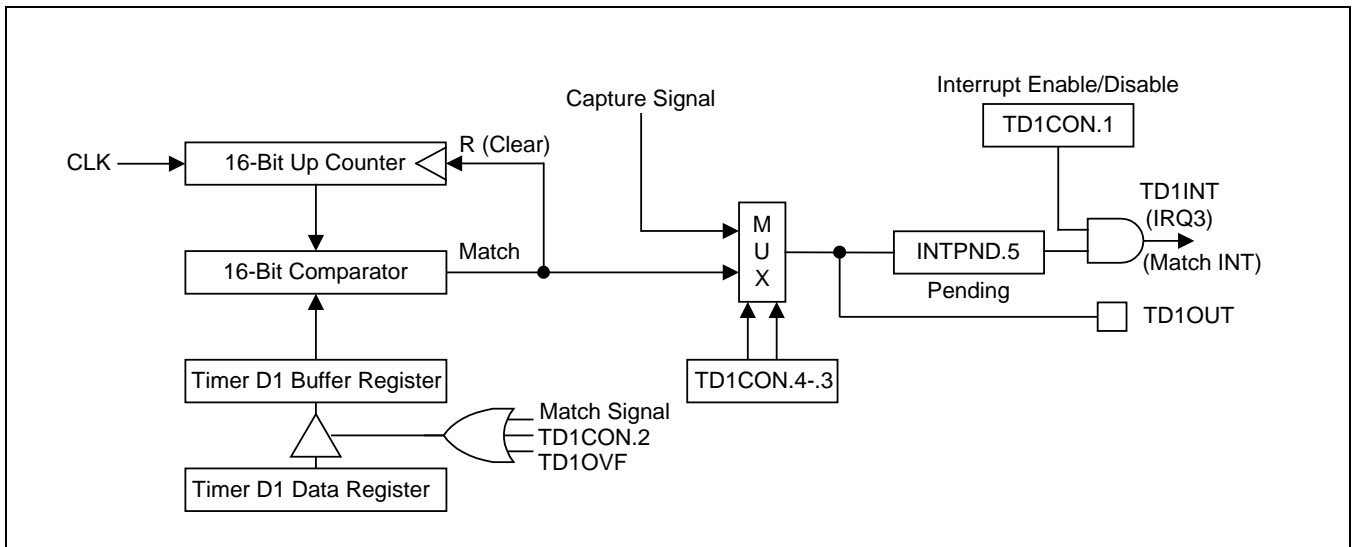 Interrupt Enable/Disable
Capture Signal
TD1CON.1
R (Clear)
CLK
16-Bit Up Counter
TD1INT
(IRQ3)
(Match INT)
M
U
X
Match
16-Bit Comparator
INTPND.5
Pending
TD1OUT
Timer D1 Buffer Register
TD1CON.4-.3
Match Signal
TD1CON.2
TD1OVF
Timer D1 Data Register